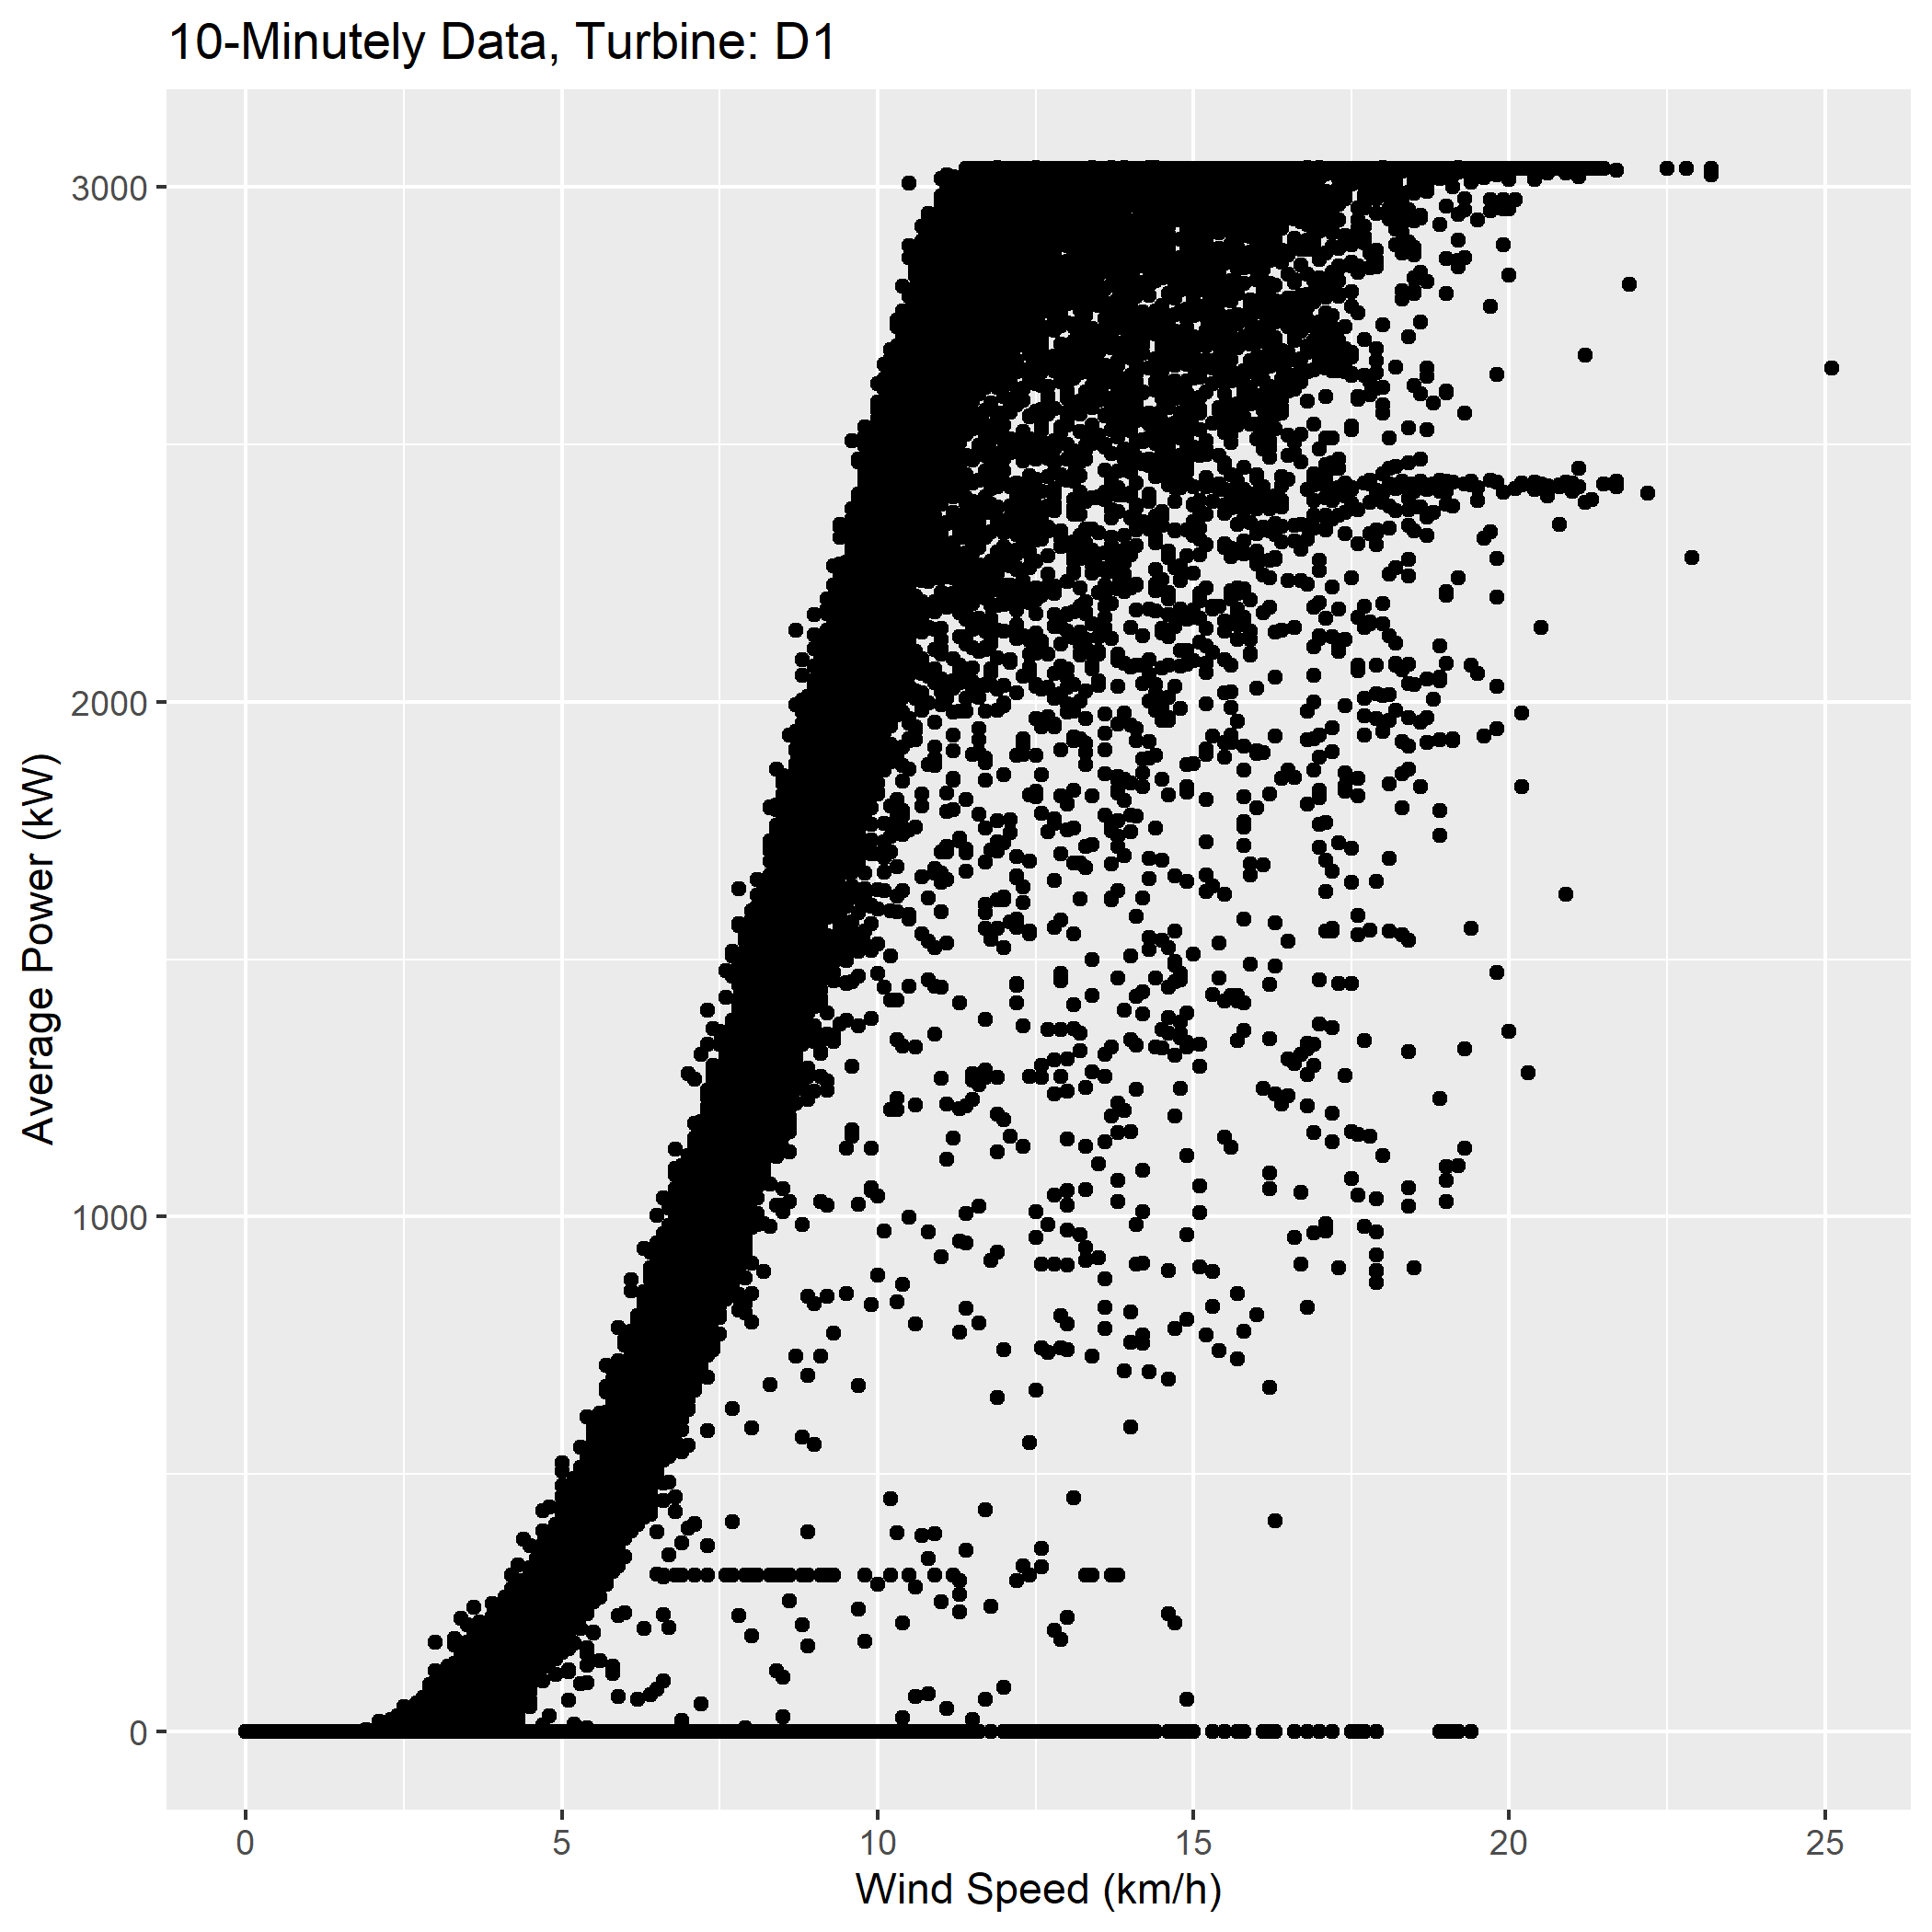 10-Minutely Data, Turbine: D1
3000
2000
1000
0
Average Power (kW)
0 5 10 15 20 25
Wind Speed (km/h)